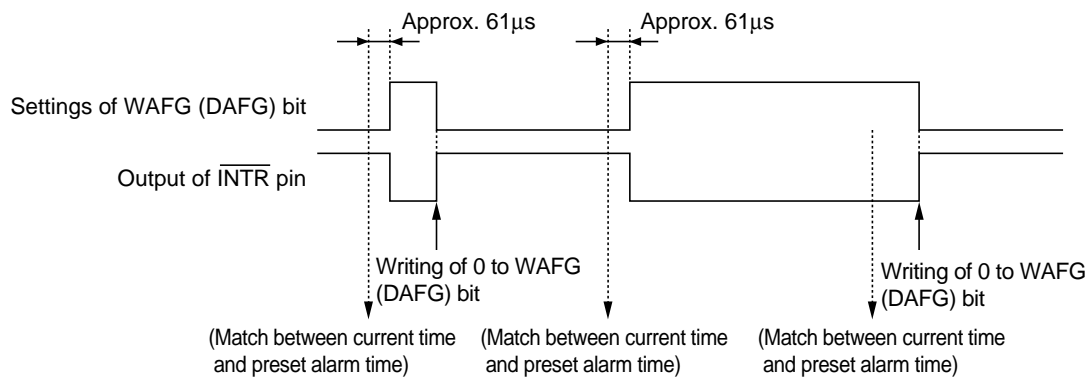 Approx. 61μs
Approx. 61μs
Settings of WAFG (DAFG) bit
Output of INTR pin
Writing of 0 to WAFG
(DAFG) bit
Writing of 0 to WAFG
(DAFG) bit
(Match between current time
and preset alarm time)
(Match between current time
and preset alarm time)
(Match between current time
and preset alarm time)